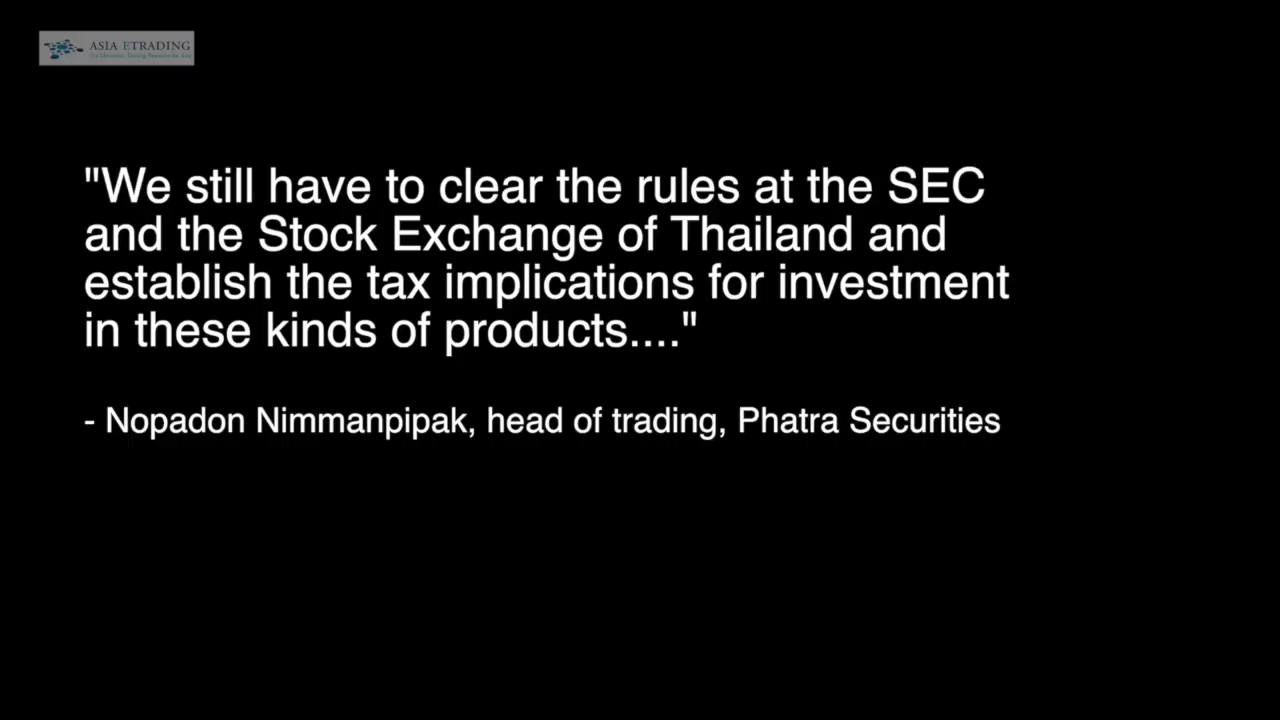 ASIA ETRADING
"We still have to clear the rules at the SEC
and the Stock Exchange of Thailand and
establish the tax implications for investment
in these kinds of products...."
- Nopadon Nimmanpipak, head of trading, Phatra Securities